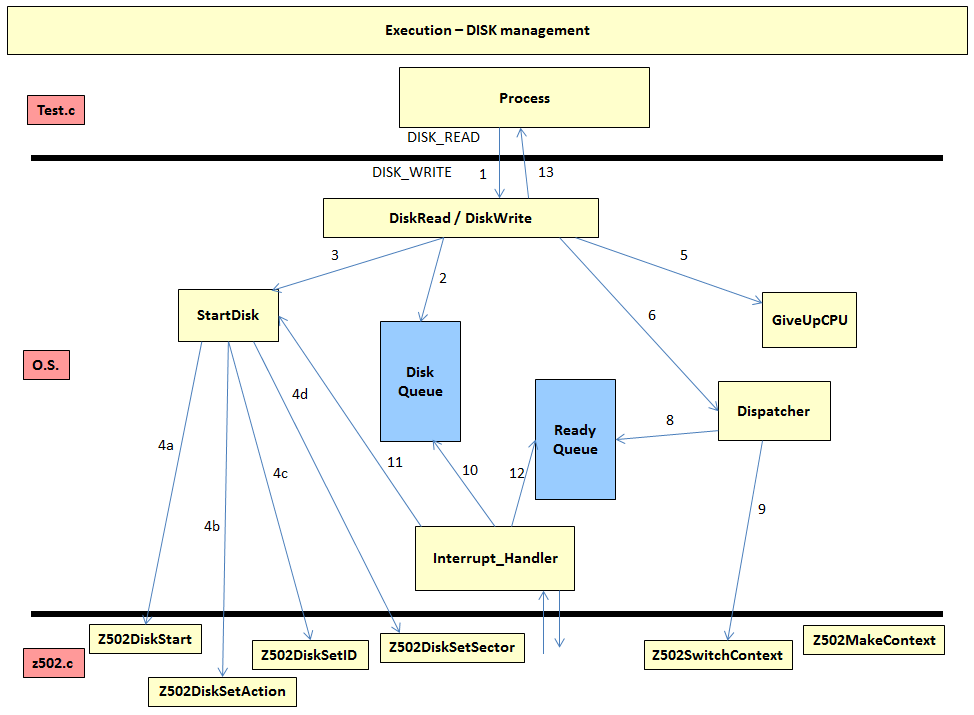 Execution – DISK management
Process
Test.c
DISK_READ
DISK_WRITE
1
13
DiskRead / DiskWrite
3
2
5
StartDisk
6
GiveUpCPU
O.S.
Disk
Queue
4d
Ready
Queue
Dispatcher
8
4a
11
10
12
4c
4b
9
Interrupt_Handler
Z502DiskStart
Z502DiskSetID
Z502DiskSetSector
Z502SwitchContext
Z502MakeContext
z502.c
Z502DiskSetAction